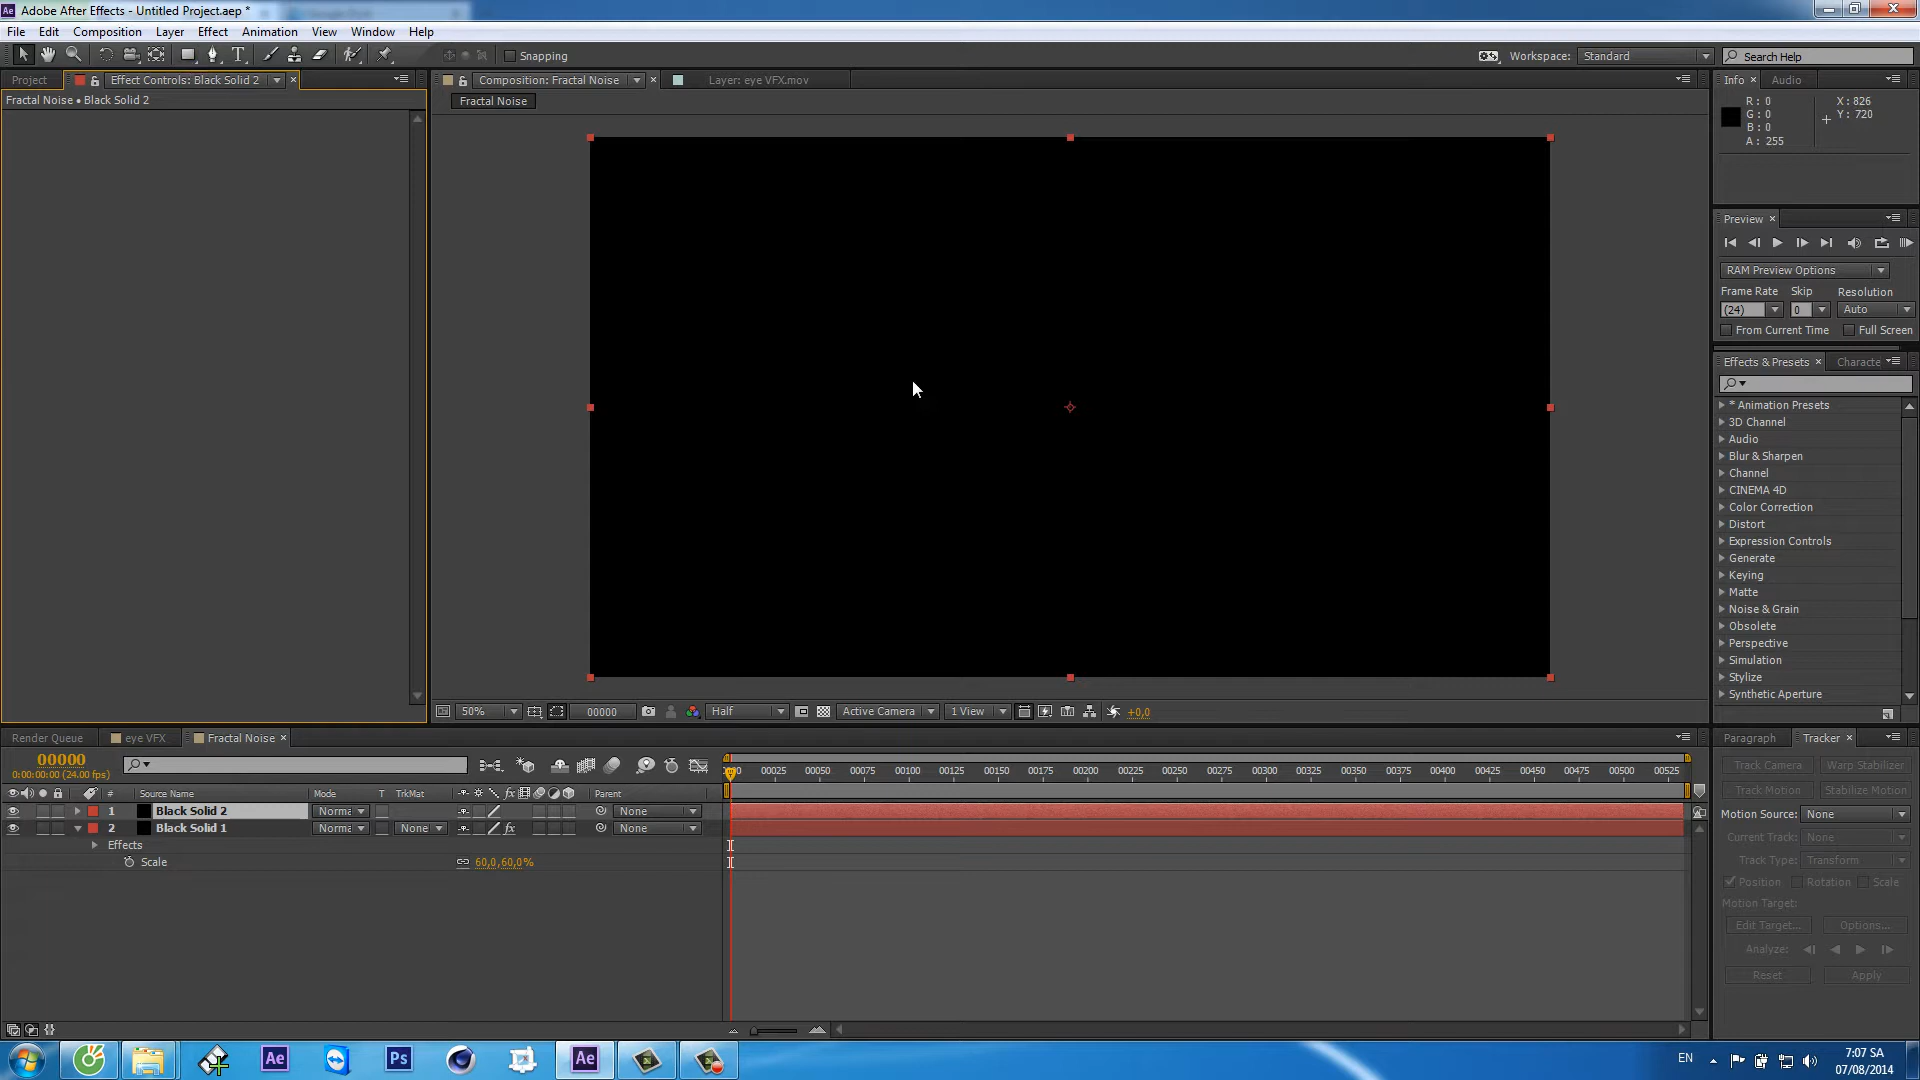 Adobe After Effects - Untitled Project.aep *
File Edit Composition Layer Effect Animation View Window Help
Snapping
Workspace: Standard
Search Help
Project
Effect Controls: Black Solid 2
Composition: Fractal Noise
Layer: eye VFX.mov
Info
Audio
Fractal Noise • Black Solid 2
Fractal Noise
R : 0
G : 0
B : 0
A : 255
X : 826
Y : 720
Preview
RAM Preview Options
Frame Rate Skip Resolution
(24) 0 Auto
From Current Time Full Screen
Effects & Presets
Characte
* Animation Presets
3D Channel
Audio
Blur & Sharpen
Channel
CINEMA 4D
Color Correction
Distort
Expression Controls
Generate
Keying
Matte
Noise & Grain
Obsolete
Perspective
Simulation
Stylize
Synthetic Aperture
50% 00000 Half Active Camera 1 View +0,0
Render Queue eye VFX Fractal Noise
Paragraph Tracker
00000
0:00:00:00 (24.00 fps)
00025 00050 00075 00100 00125 00150 00175 00200 00225 00250 00275 00300 00325 00350 00375 00400 00425 00450 00475 00500 00525
# Source Name Mode T TrkMat fx Parent
1 Black Solid 2 Norma None
2 Black Solid 1 Norma None fx None
Effects
Scale 60,0,60,0%
Track Camera Warp Stabilizer
Track Motion Stabilize Motion
Motion Source: None
Current Track: None
Track Type: Transform
Position Rotation Scale
Motion Target:
Edit Target... Options...
Analyze:
Reset Apply
Ae Ps Ae
EN
7:07 SA
07/08/2014